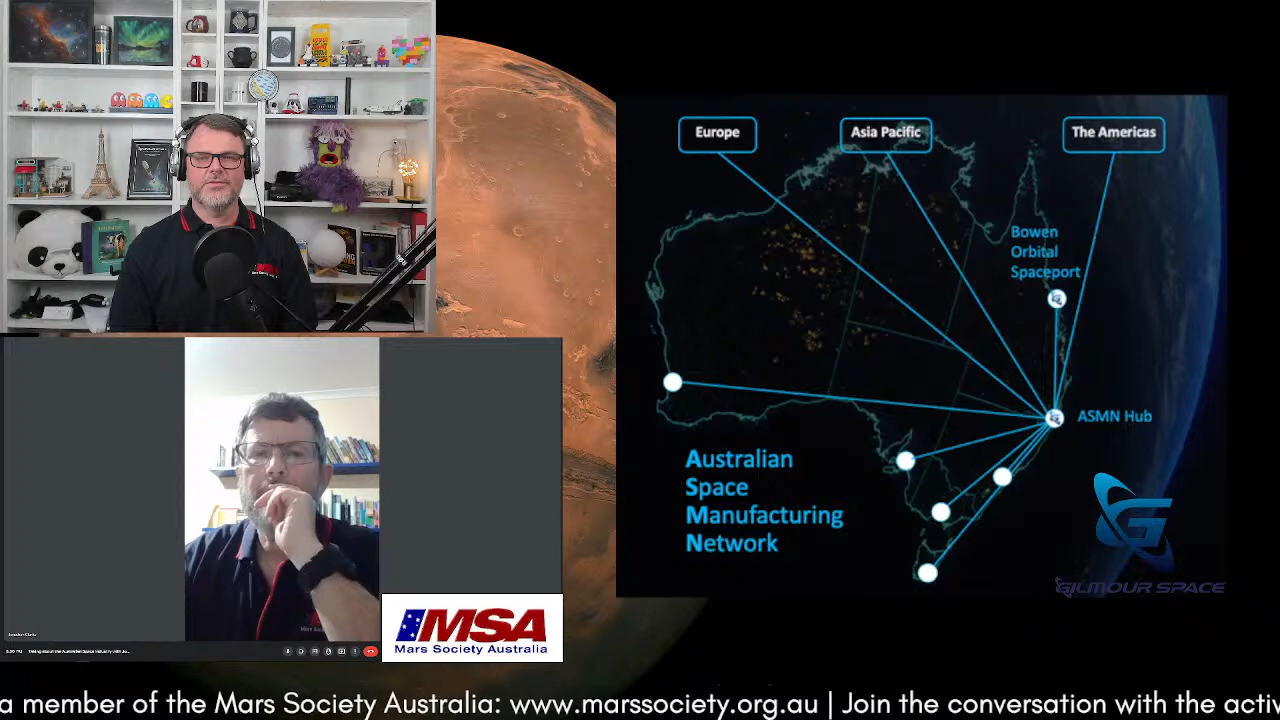 Europe
Asia Pacific
The Americas
Bowen
Orbital
Spaceport
ASMN Hub
Australian
Space
Manufacturing
Network
GILMOUR SPACE
MSA
Mars Society Australia
a member of the Mars Society Australia: www.marssociety.org.au | Join the conversation with the activ